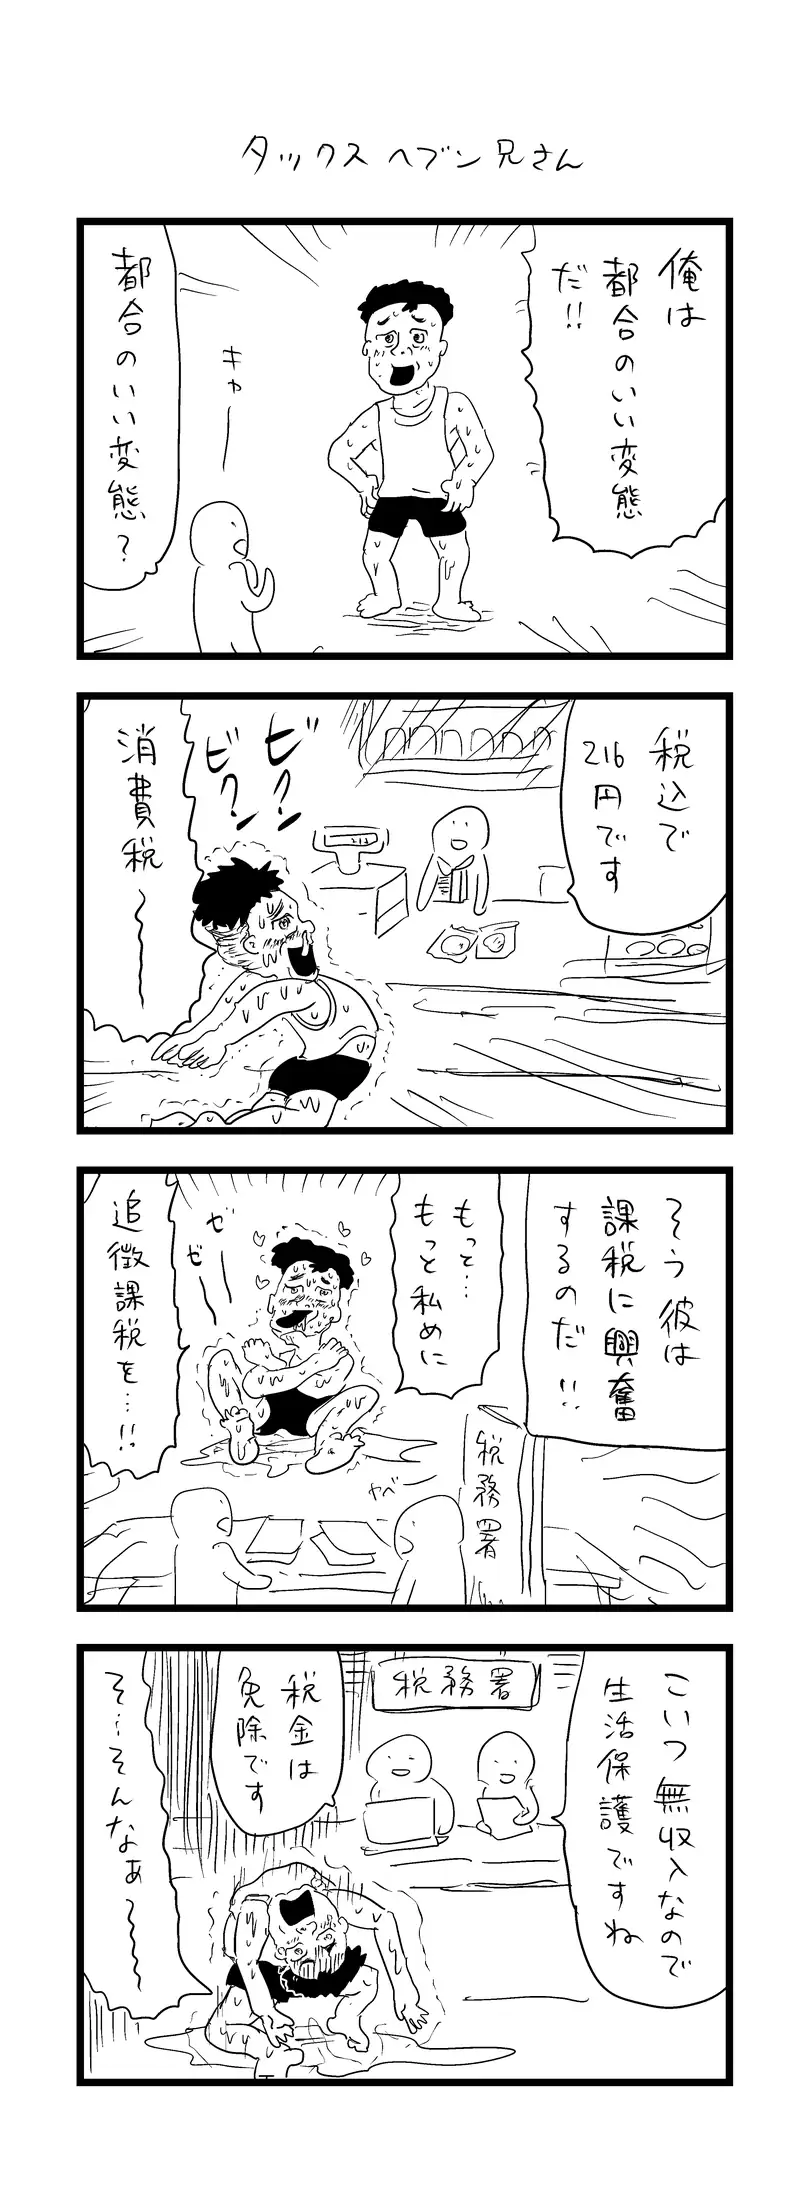 タックスヘブン兄さん
俺は
都合のいい変態
だ!!
キャー
都合のいい変態?
税込で
216円です
ビクン
ビクン
消費税~~
そう彼は
課税に興奮
するのだ!!
もっと…
もっと私めに
ゼーゼー
追徴課税を…!!
ヤベー
税務署
こいつ無収入なので
生活保護ですね
税務署
税金は
免除です
そ…そんなぁ~~